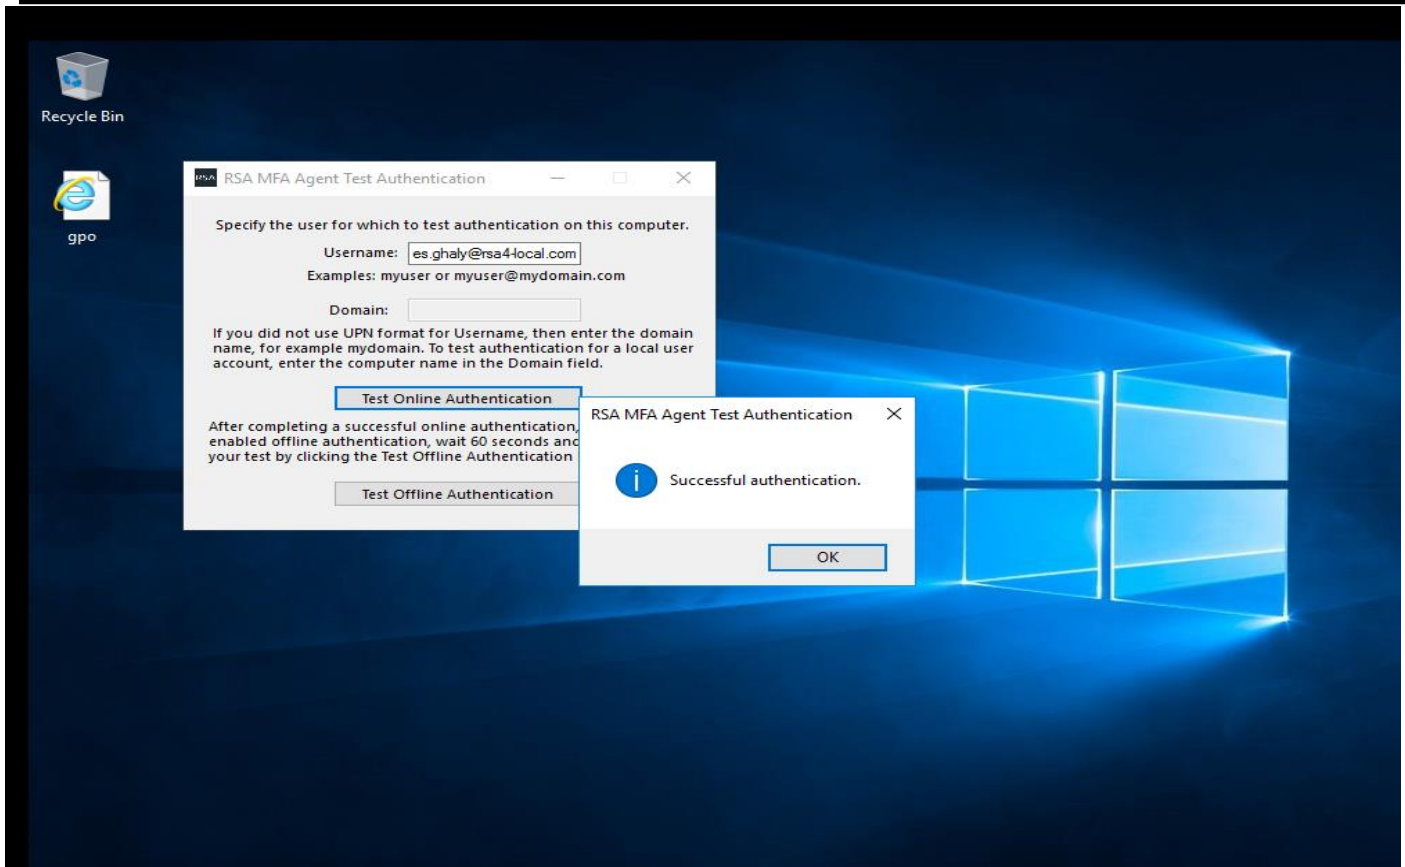 Recycle Bin
gpo
RSA RSA MFA Agent Test Authentication
Specify the user for which to test authentication on this computer.
Username: es.ghaly@rsa4-local.com
Examples: myuser or myuser@mydomain.com
Domain:
If you did not use UPN format for Username, then enter the domain
name, for example mydomain. To test authentication for a local user
account, enter the computer name in the Domain field.
Test Online Authentication
After completing a successful online authentication,
enabled offline authentication, wait 60 seconds and
your test by clicking the Test Offline Authentication
Test Offline Authentication
RSA MFA Agent Test Authentication
Successful authentication.
OK